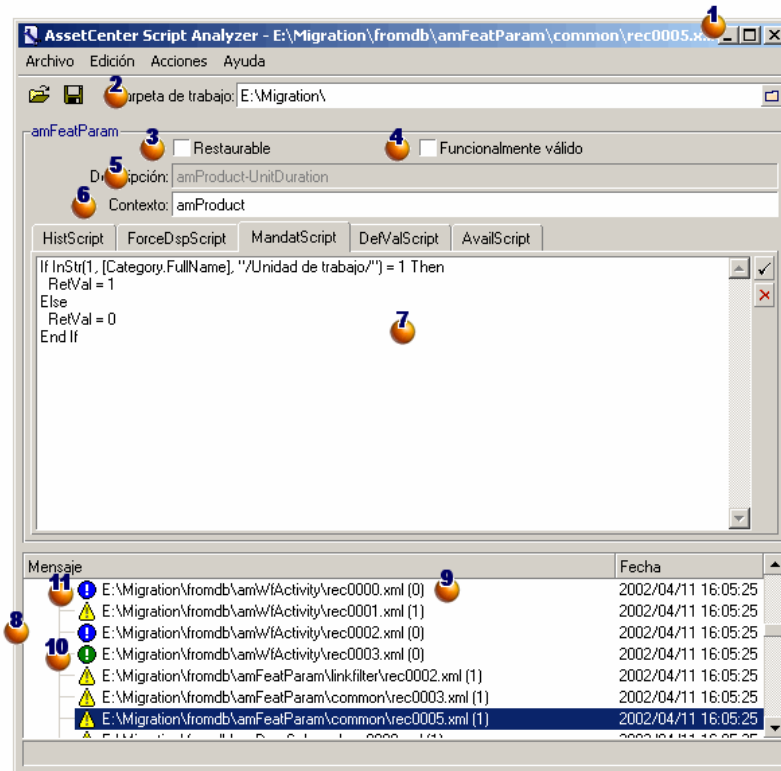 AssetCenter Script Analyzer - E:\Migration\fromdb\amFeatParam\common\rec0005.x
1
Archivo Edición Acciones Ayuda
2
arpeta de trabajo: E:\Migration\
amFeatParam
3 Restaurable 4 Funcionalmente válido
5
ipción: amProduct-UnitDuration
6 Contexto: amProduct
HistScript ForceDspScript MandatScript DefValScript AvailScript
If InStr(1, [Category.FullName], "/Unidad de trabajo/") = 1 Then
RetVal = 1
Else
RetVal = 0
End If
7
Mensaje Fecha
11 E:\Migration\fromdb\amWfActivity\rec0000.xml (0) 9 2002/04/11 16:05:25
E:\Migration\fromdb\amWfActivity\rec0001.xml (1) 2002/04/11 16:05:25
8 E:\Migration\fromdb\amWfActivity\rec0002.xml (0) 2002/04/11 16:05:25
10 E:\Migration\fromdb\amWfActivity\rec0003.xml (0) 2002/04/11 16:05:25
E:\Migration\fromdb\amFeatParam\linkfilter\rec0002.xml (1) 2002/04/11 16:05:25
E:\Migration\fromdb\amFeatParam\common\rec0003.xml (1) 2002/04/11 16:05:25
E:\Migration\fromdb\amFeatParam\common\rec0005.xml (1) 2002/04/11 16:05:25